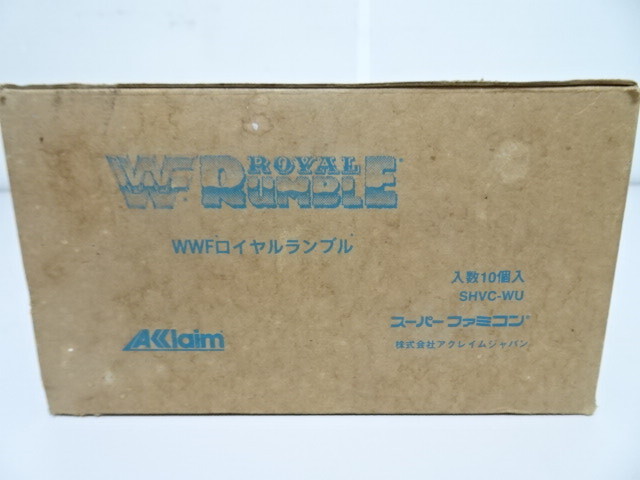 WWF ROYAL RUMBLE
WWFロイヤルランブル
入数10個入
SHVC-WU
スーパーファミコン
株式会社アクレイムジャパン
AKlaim